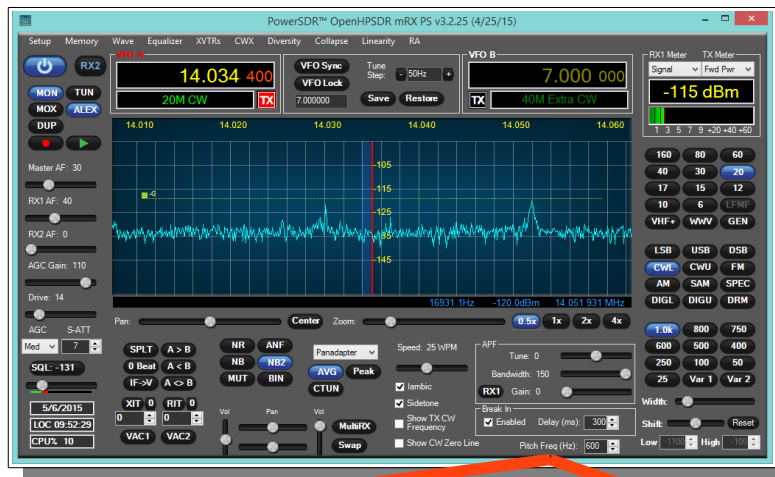 PowerSDR™ OpenHPSDR mRX PS v3.2.25 (4/25/15)
Setup Memory Wave Equalizer XVTRs CWX Diversity Collapse Linearity RA
RX2
MON TUN
MOX ALEX
DUP
Master AF: 30
RX1 AF: 40
RX2 AF: 0
AGC Gain: 110
Drive: 14
AGC S-ATT
Med 7
SQL: -131
5/6/2015
LOC 09:52:29
CPU% 10
VFO A
14.034 400
20M CW TX
VFO Sync
VFO Lock
7.000000
Tune
Step: - 50Hz +
Save Restore
VFO B
7.000 000
TX 40M Extra CW
RX1 Meter TX Meter
Signal Fwd Pwr
-115 dBm
1 3 5 7 9 +20 +40 +60
14.010 14.020 14.030 14.040 14.050 14.060
-G
-105
-115
-125
-135
-145
16931.1Hz -120.0dBm 14.051 931 MHz
Pan: Center Zoom: 0.5x 1x 2x 4x
160 80 60
40 30 20
17 15 12
10 6 LFMF
VHF+ WWV GEN
LSB USB DSB
CWL CWU FM
AM SAM SPEC
DIGL DIGU DRM
1.0k 800 750
600 500 400
250 100 50
25 Var 1 Var 2
Width:
Shift: Reset
Low -1100 High -100
SPLT A > B
0 Beat A < B
IF->V A <> B
XIT 0 RIT 0
0 0
VAC1 VAC2
NR ANF
NB NB2
MUT BIN
Panadapter
AVG Peak
CTUN
Vol Pan Vol
MultiRX
Swap
Speed: 25 WPM
Iambic
Sidetone
Show TX CW
Frequency
Show CW Zero Line
APF
Tune: 0
Bandwidth: 150
RX1 Gain: 0
Break In
Enabled Delay (ms): 300
Pitch Freq (Hz): 600